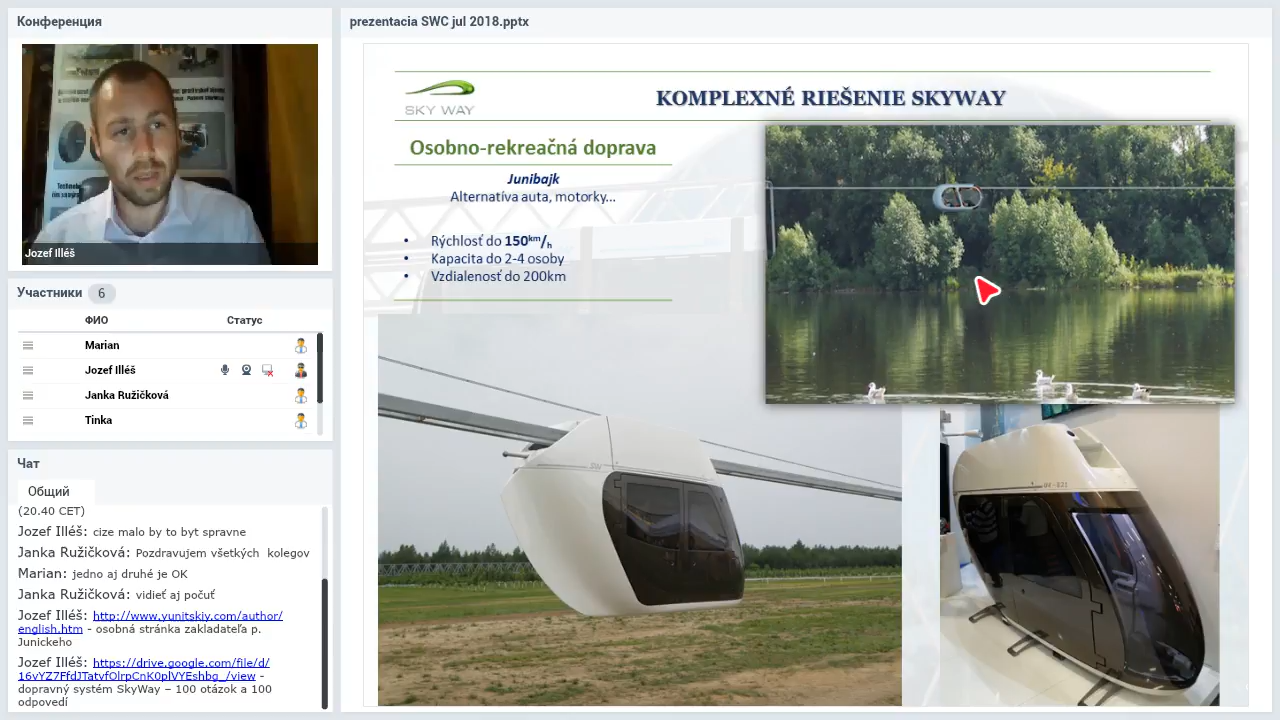 Конференция
Jozef Illéš
Участники 6
ФИО Статус
Marian
Jozef Illéš
Janka Ružičková
Tinka
Чат
Общий
(20.40 CET)
Jozef Illéš: cize malo by to byt spravne
Janka Ružičková: Pozdravujem všetkých kolegov
Marian: jedno aj druhé je OK
Janka Ružičková: vidieť aj počuť
Jozef Illéš: http://www.yunitskiy.com/author/
english.htm - osobná stránka zakladateľa p.
Junickeho
Jozef Illéš: https://drive.google.com/file/d/
16vYZ7FfdJTatvfOlrpCnK0plVYEshbg_/view -
dopravný systém SkyWay – 100 otázok a 100
odpovedí
prezentacia SWC jul 2018.pptx
SKY WAY
KOMPLEXNÉ RIEŠENIE SKYWAY
Osobno-rekreačná doprava
Junibajk
Alternatíva auta, motorky...
• Rýchlosť do 150km/h
• Kapacita do 2-4 osoby
• Vzdialenosť do 200km